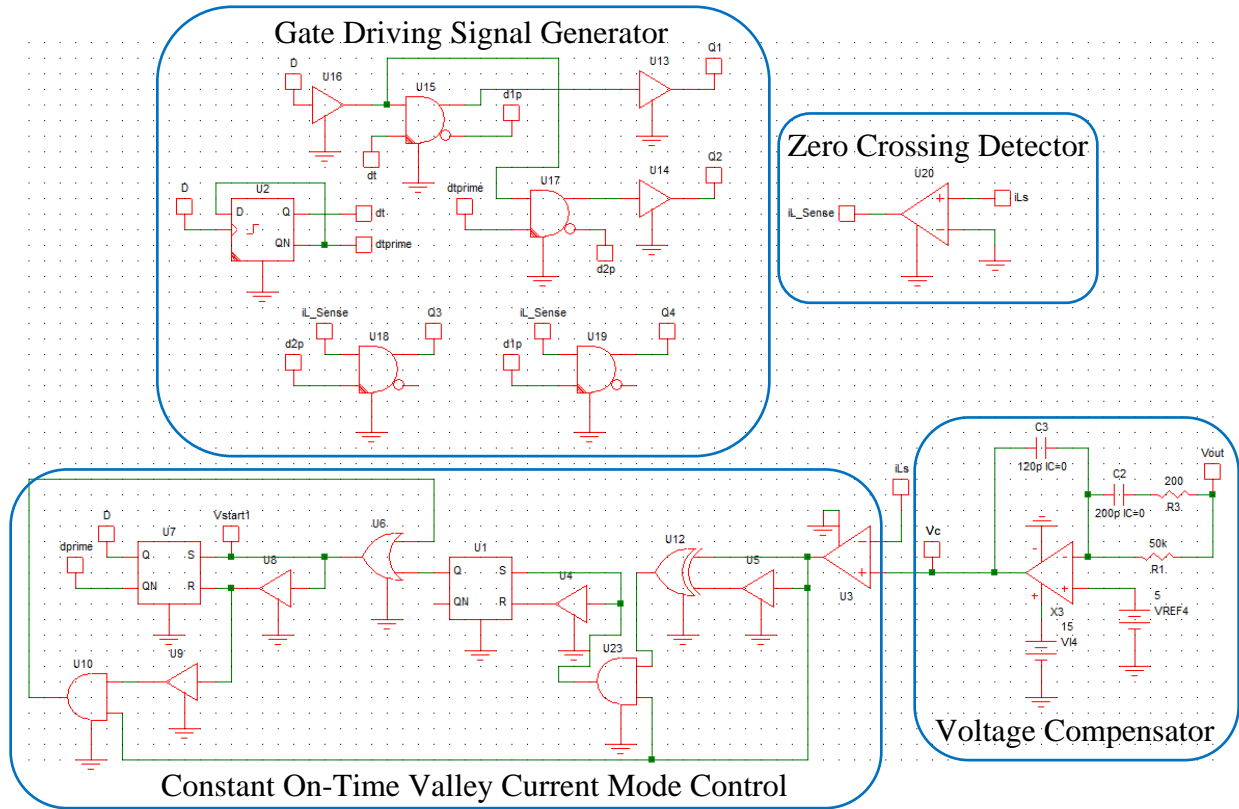 Gate Driving Signal Generator
D
U16
U15
d1p
U13
Q1
dt
D
U2
D
Q
QN
dt
dtprime
dtprime
U17
U14
Q2
d2p
iL_Sense
Q3
d2p
U18
iL_Sense
Q4
d1p
U19
Zero Crossing Detector
U20
iL_Sense
iLs
D
U7
Vstart1
dprime
Q
S
QN
R
U8
U6
U1
Q
S
QN
R
U4
U12
U5
iLs
U3
U9
U10
U23
Constant On-Time Valley Current Mode Control
C3
120p IC=0
C2
200p IC=0
200
R3
Vout
Vc
50k
R1
X3
15
VI4
5
VREF4
Voltage Compensator